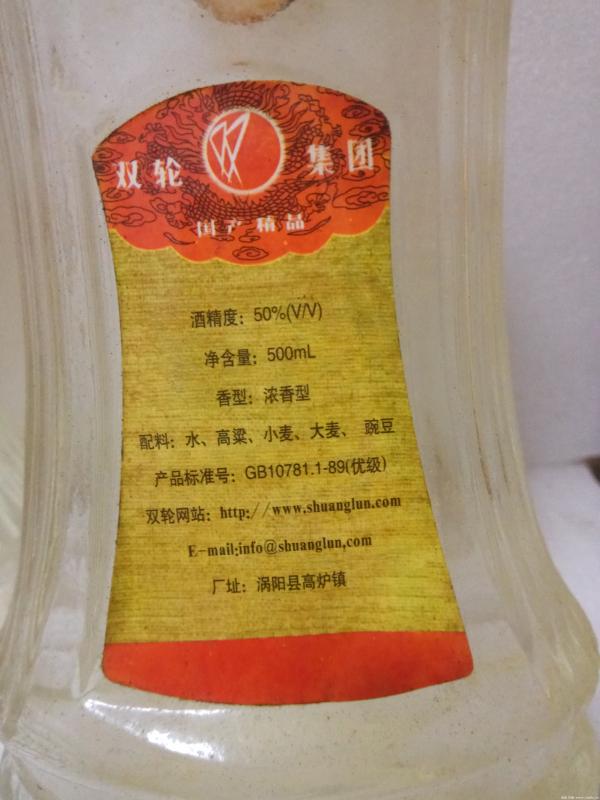 双轮 集团
国产精品
酒精度：50%(V/V)
净含量：500mL
香型：浓香型
配料：水、高粱、小麦、大麦、 豌豆
产品标准号：GB10781.1-89(优级)
双轮网站：http://www.shuanglun.com
E-mail:info@shuanglun.com
厂址：涡阳县高炉镇